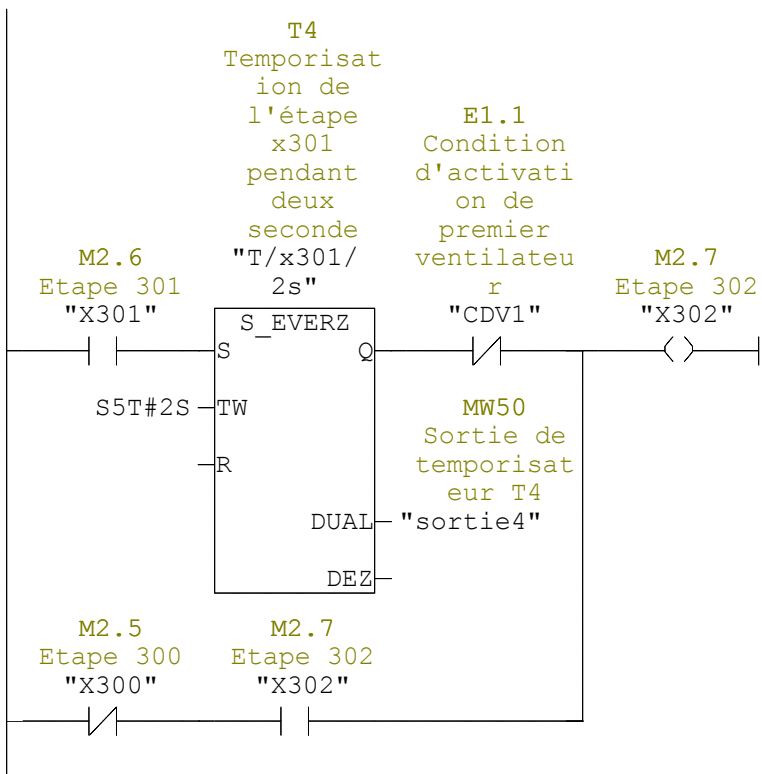 T4
Temporisat
ion de
l'étape
x301
pendant
deux
seconde
"T/x301/
2s"
E1.1
Condition
d'activati
on de
premier
ventilateu
r
"CDV1"
M2.6
Etape 301
"X301"
M2.7
Etape 302
"X302"
S_EVERZ
S
Q
S5T#2S
TW
R
MW50
Sortie de
temporisat
eur T4
DUAL
"sortie4"
DEZ
M2.5
Etape 300
"X300"
M2.7
Etape 302
"X302"